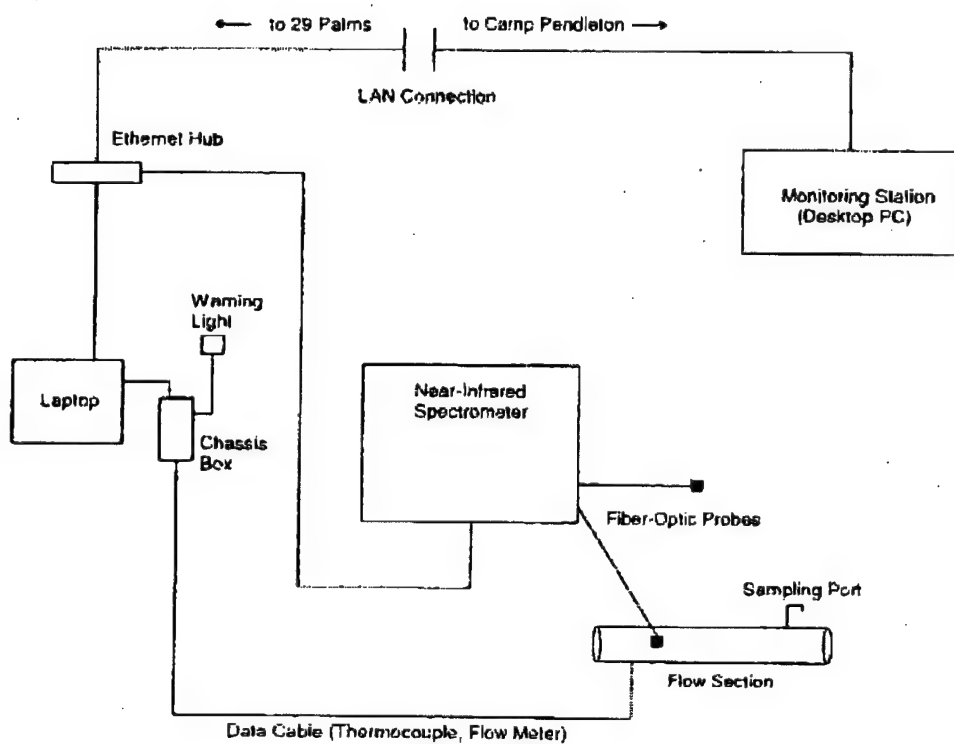 to 29 Palms
to Camp Pendleton
LAN Connection
Ethernet Hub
Monitoring Station
(Desktop PC)
Warning
Light
Laptop
Near-Infrared
Spectrometer
Chassis
Box
Fiber-Optic Probes
Sampling Port
Flow Section
Data Cable (Thermocouple, Flow Meter)